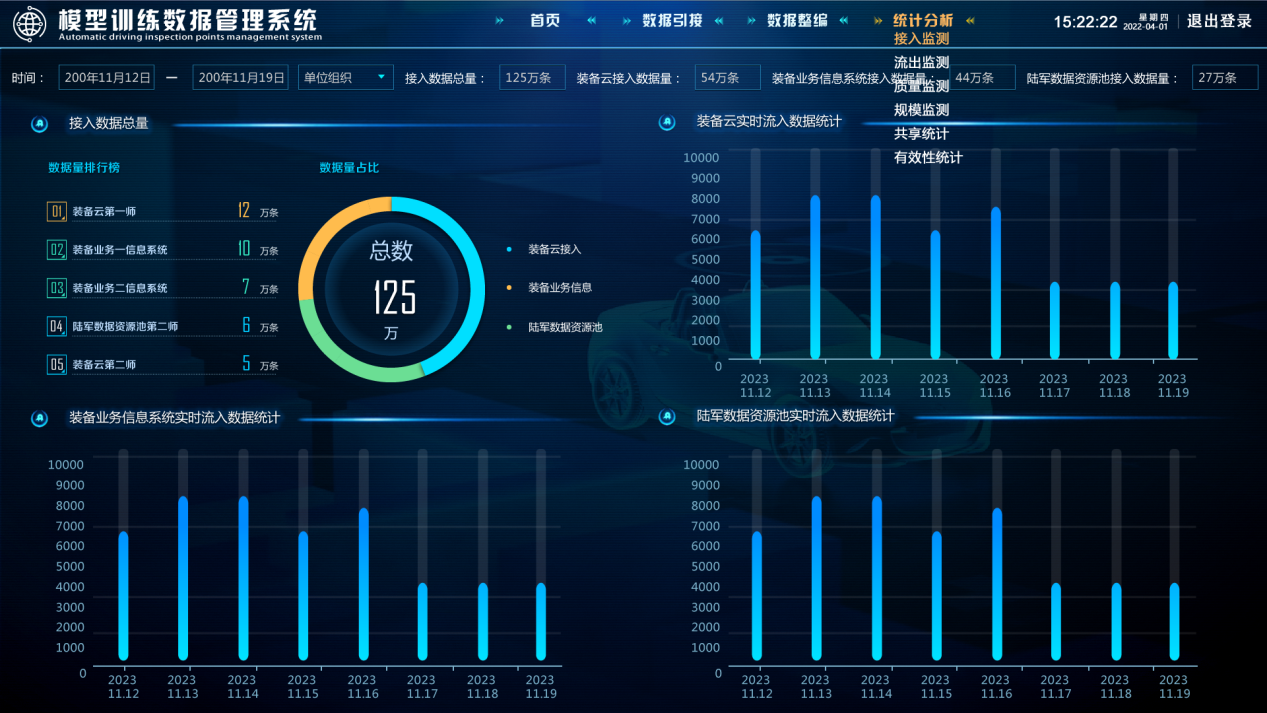 模型训练数据管理系统
Automatic driving inspection points management system
首页
数据引接
数据整编
统计分析
接入监测
流出监测
质量监测
规模监测
共享统计
有效性统计
15:22:22
星期四
2022-04-01
退出登录
时间：
200年11月12日
—
200年11月19日
单位组织
接入数据总量：
125万条
装备云接入数据量：
54万条
装备业务信息系统接入数据量：
44万条
陆军数据资源池接入数据量：
27万条
接入数据总量
数据量排行榜
01 装备云第一师 12 万条
02 装备业务一信息系统 10 万条
03 装备业务二信息系统 7 万条
04 陆军数据资源池第二师 6 万条
05 装备云第二师 5 万条
数据量占比
总数
125
万
装备云接入
装备业务信息
陆军数据资源池
装备云实时流入数据统计
10000
9000
8000
7000
6000
5000
4000
3000
2000
1000
0
2023 2023 2023 2023 2023 2023 2023 2023
11.12 11.13 11.14 11.15 11.16 11.17 11.18 11.19
装备业务信息系统实时流入数据统计
10000
9000
8000
7000
6000
5000
4000
3000
2000
1000
0
2023 2023 2023 2023 2023 2023 2023 2023
11.12 11.13 11.14 11.15 11.16 11.17 11.18 11.19
陆军数据资源池实时流入数据统计
10000
9000
8000
7000
6000
5000
4000
3000
2000
1000
0
2023 2023 2023 2023 2023 2023 2023 2023
11.12 11.13 11.14 11.15 11.16 11.17 11.18 11.19